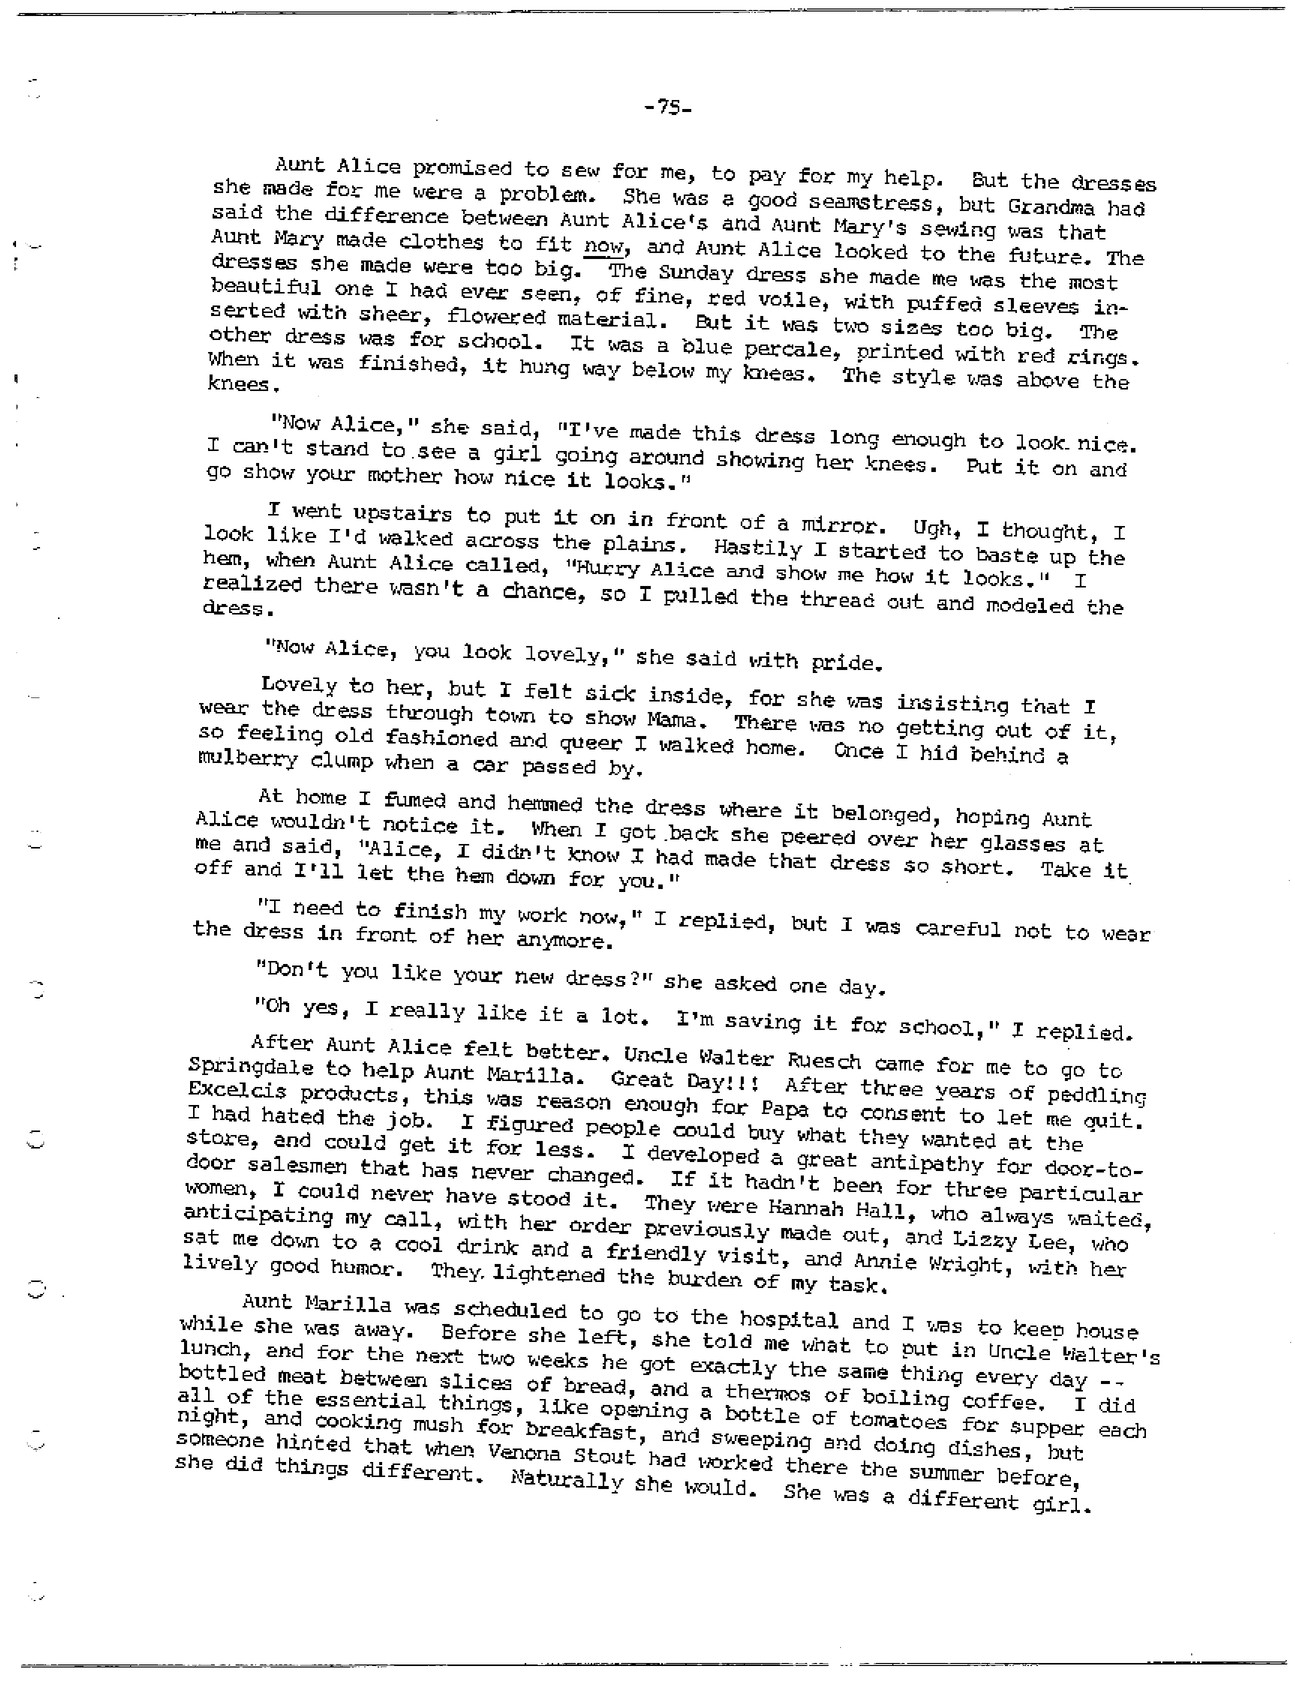 -75-
Aunt Alice promised to sew for me, to pay for my help. But the dresses
she made for me were a problem. She was a good seamstress, but Grandma had
said the difference between Aunt Alice's and Aunt Mary's sewing was that
Aunt Mary made clothes to fit now, and Aunt Alice looked to the future. The
dresses she made were too big. The Sunday dress she made me was the most
beautiful one I had ever seen, of fine, red voile, with puffed sleeves in-
serted with sheer, flowered material. But it was two sizes too big. The
other dress was for school. It was a blue percale, printed with red rings.
When it was finished, it hung way below my knees. The style was above the
knees.
"Now Alice," she said, "I've made this dress long enough to look nice.
I can't stand to see a girl going around showing her knees. Put it on and
go show your mother how nice it looks."
I went upstairs to put it on in front of a mirror. Ugh, I thought, I
look like I'd walked across the plains. Hastily I started to baste up the
hem, when Aunt Alice called, "Hurry Alice and show me how it looks." I
realized there wasn't a chance, so I pulled the thread out and modeled the
dress.
"Now Alice, you look lovely," she said with pride.
Lovely to her, but I felt sick inside, for she was insisting that I
wear the dress through town to show Mama. There was no getting out of it,
so feeling old fashioned and queer I walked home. Once I hid behind a
mulberry clump when a car passed by.
At home I fumed and hemmed the dress where it belonged, hoping Aunt
Alice wouldn't notice it. When I got back she peered over her glasses at
me and said, "Alice, I didn't know I had made that dress so short. Take it
off and I'll let the hem down for you."
"I need to finish my work now," I replied, but I was careful not to wear
the dress in front of her anymore.
"Don't you like your new dress?" she asked one day.
"Oh yes, I really like it a lot. I'm saving it for school," I replied.
After Aunt Alice felt better. Uncle Walter Ruesch came for me to go to
Springdale to help Aunt Marilla. Great Day!!! After three years of peddling
Excelcis products, this was reason enough for Papa to consent to let me quit.
I had hated the job. I figured people could buy what they wanted at the
store, and could get it for less. I developed a great antipathy for door-to-
door salesmen that has never changed. If it hadn't been for three particular
women, I could never have stood it. They were Hannah Hall, who always waited,
anticipating my call, with her order previously made out, and Lizzy Lee, who
sat me down to a cool drink and a friendly visit, and Annie Wright, with her
lively good humor. They lightened the burden of my task.
Aunt Marilla was scheduled to go to the hospital and I was to keep house
while she was away. Before she left, she told me what to put in Uncle Walter's
lunch, and for the next two weeks he got exactly the same thing every day --
bottled meat between slices of bread, and a thermos of boiling coffee. I did
all of the essential things, like opening a bottle of tomatoes for supper each
night, and cooking mush for breakfast, and sweeping and doing dishes, but
someone hinted that when Venona Stout had worked there the summer before,
she did things different. Naturally she would. She was a different girl.